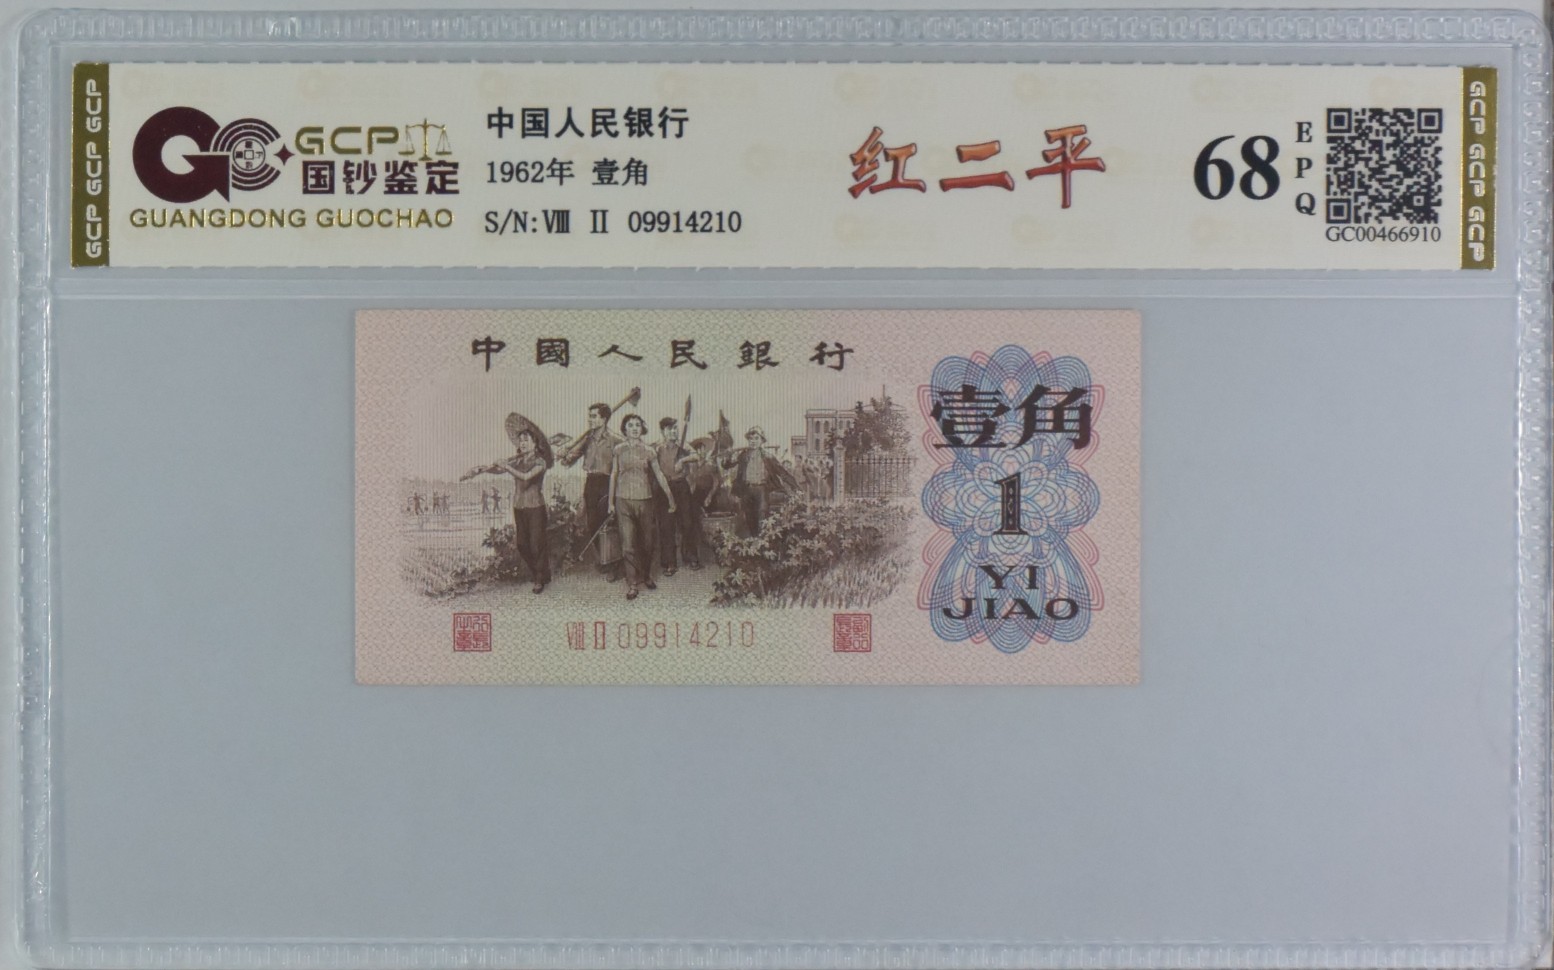 GCP GCP GCP
GCP
国钞鉴定
GUANGDONG GUOCHAO
中国人民银行
1962年 壹角
S/N:Ⅷ Ⅱ 09914210
红二平
68
EPQ
GC00466910
GCP GCP GCP
中國人民銀行
壹角
1
YI
JIAO
Ⅷ Ⅱ 09914210